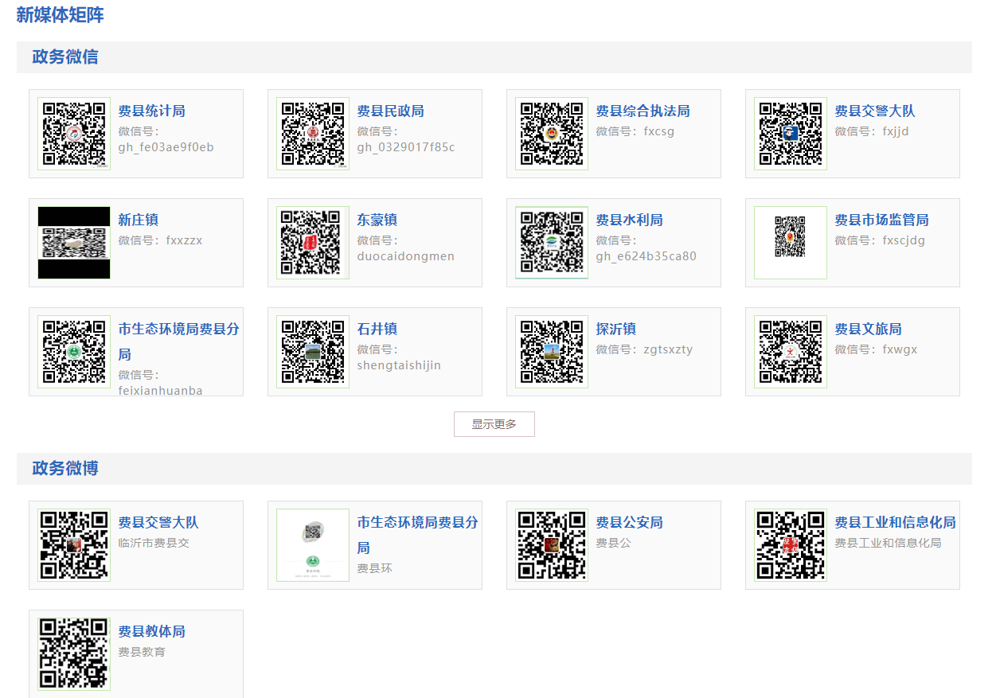 新媒体矩阵
政务微信
费县统计局
微信号：
gh_fe03ae9f0eb
费县民政局
微信号：
gh_0329017f85c
费县综合执法局
微信号：fxcsg
费县交警大队
微信号：fxjjd
新庄镇
微信号：fxxzzx
东蒙镇
微信号：
duocaidongmen
费县水利局
微信号：
gh_e624b35ca80
费县市场监管局
微信号：fxscjdg
市生态环境局费县分
局
微信号：
feixianhuanba
石井镇
微信号：
shengtaishijin
探沂镇
微信号：zgtsxzty
费县文旅局
微信号：fxwgx
显示更多
政务微博
费县交警大队
临沂市费县交
市生态环境局费县分
局
费县环
费县公安局
费县公
费县工业和信息化局
费县工业和信息化局
费县教体局
费县教育